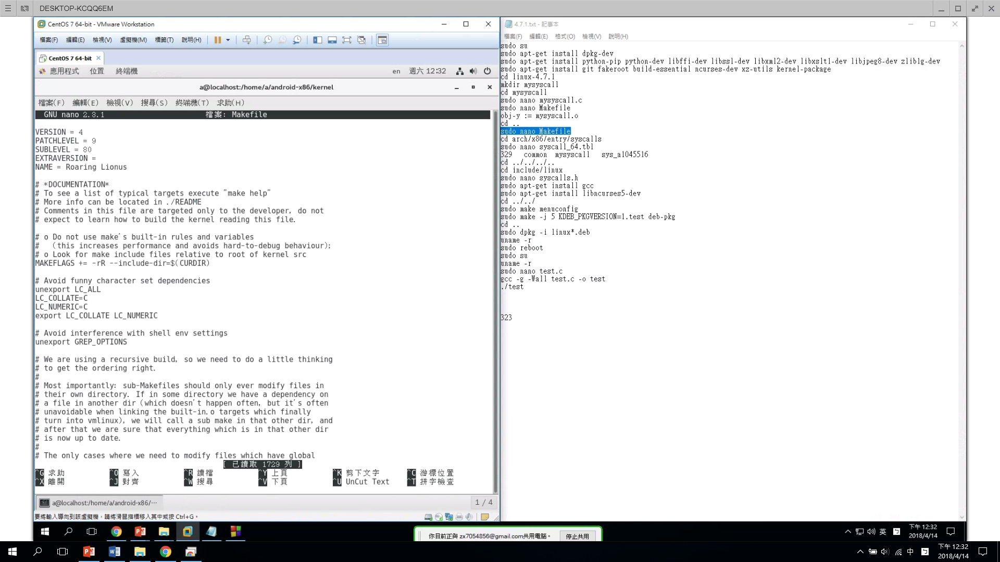 DESKTOP-KCQQ6EM
CentOS 7 64-bit - VMware Workstation
檔案(F) 編輯(E) 檢視(V) 虛擬機(M) 標籤(T) 說明(H)
CentOS 7 64-bit
應用程式 位置 終端機 en 週六 12:32
a@localhost:/home/a/android-x86/kernel
檔案(F) 編輯(E) 檢視(V) 搜尋(S) 終端機(T) 求助(H)
GNU nano 2.3.1 檔案: Makefile
VERSION = 4
PATCHLEVEL = 9
SUBLEVEL = 80
EXTRAVERSION =
NAME = Roaring Lionus
# *DOCUMENTATION*
# To see a list of typical targets execute "make help"
# More info can be located in ./README
# Comments in this file are targeted only to the developer, do not
# expect to learn how to build the kernel reading this file.
# o Do not use make's built-in rules and variables
#   (this increases performance and avoids hard-to-debug behaviour);
# o Look for make include files relative to root of kernel src
MAKEFLAGS += -rR --include-dir=$(CURDIR)
# Avoid funny character set dependencies
unexport LC_ALL
LC_COLLATE=C
LC_NUMERIC=C
export LC_COLLATE LC_NUMERIC
# Avoid interference with shell env settings
unexport GREP_OPTIONS
# We are using a recursive build, so we need to do a little thinking
# to get the ordering right.
#
# Most importantly: sub-Makefiles should only ever modify files in
# their own directory. If in some directory we have a dependency on
# a file in another dir (which doesn't happen often, but it's often
# unavoidable when linking the built-in.o targets which finally
# turn into vmlinux), we will call a sub make in that other dir, and
# after that we are sure that everything which is in that other dir
# is now up to date.
#
# The only cases where we need to modify files which have global
[ 已讀取 1729 列 ]
^G 求助 ^O 寫入 ^R 讀檔 ^Y 上頁 ^K 剪下文字 ^C 游標位置
^X 離開 ^J 對齊 ^W 搜尋 ^V 下頁 ^U UnCut Text ^T 拼字檢查
a@localhost:/home/a/android-x86/··· 1 / 4
要將輸入導向到該虛擬機，請將滑鼠指標移入其中或按 Ctrl+G。
4.7.1.txt - 記事本
檔案(F) 編輯(E) 格式(O) 檢視(V) 說明(H)
sudo su
sudo apt-get install dpkg-dev
sudo apt-get install python-pip python-dev libffi-dev libssl-dev libxml2-dev libxslt1-dev libjpeg8-dev zlib1g-dev
sudo apt-get install git fakeroot build-essential ncurses-dev xz-utils kernel-package
cd linux-4.7.1
mkdir mysyscall
cd mysyscall
sudo nano mysyscall.c
sudo nano Makefile
obj-y := mysyscall.o
cd ..
sudo nano Makefile
cd arch/x86/entry/syscalls
sudo nano syscall_64.tbl
329 common mysyscall sys_a1045516
cd ../../../..
cd include/linux
sudo nano syscalls.h
sudo apt-get install gcc
sudo apt-get install libncurses5-dev
cd ../../
sudo make menuconfig
sudo make -j 5 KDEB_PKGVERSION=1.test deb-pkg
cd ..
sudo dpkg -i linux*.deb
uname -r
sudo reboot
sudo su
uname -r
sudo nano test.c
gcc -g -Wall test.c -o test
./test
323
你目前正與 zx7054856@gmail.com共用電腦。 停止共用
英 下午 12:32
2018/4/14
中 下午 12:32
2018/4/14